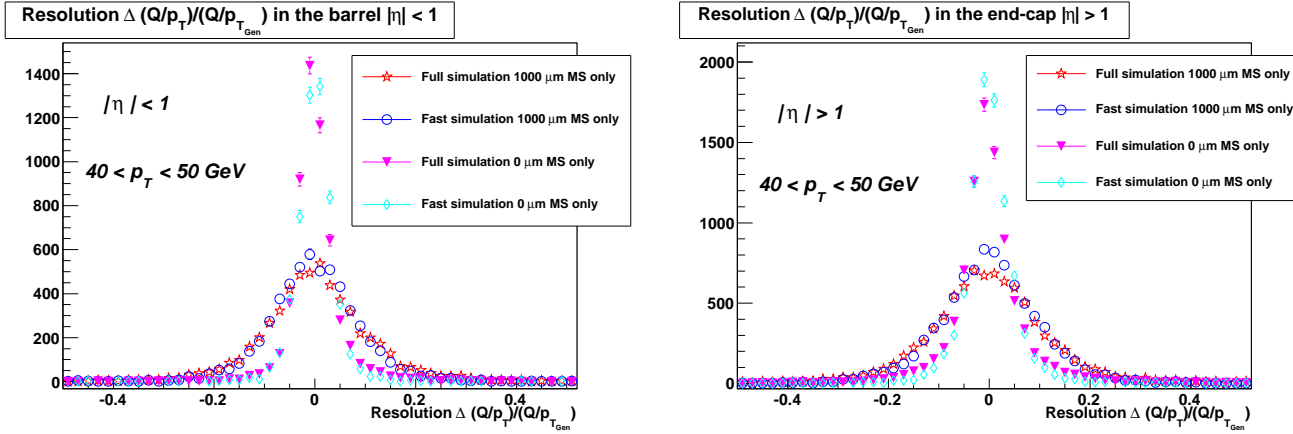 Resolution Δ (Q/p_T)/(Q/p_T_Gen) in the barrel |η| < 1
1400
1200
1000
800
600
400
200
0
|η| < 1
40 < p_T < 50 GeV
Full simulation 1000 μm MS only
Fast simulation 1000 μm MS only
Full simulation 0 μm MS only
Fast simulation 0 μm MS only
-0.4
-0.2
0
0.2
0.4
Resolution Δ (Q/p_T)/(Q/p_T_Gen)
Resolution Δ (Q/p_T)/(Q/p_T_Gen) in the end-cap |η| > 1
2000
1500
1000
500
0
|η| > 1
40 < p_T < 50 GeV
Full simulation 1000 μm MS only
Fast simulation 1000 μm MS only
Full simulation 0 μm MS only
Fast simulation 0 μm MS only
-0.4
-0.2
0
0.2
0.4
Resolution Δ (Q/p_T)/(Q/p_T_Gen)